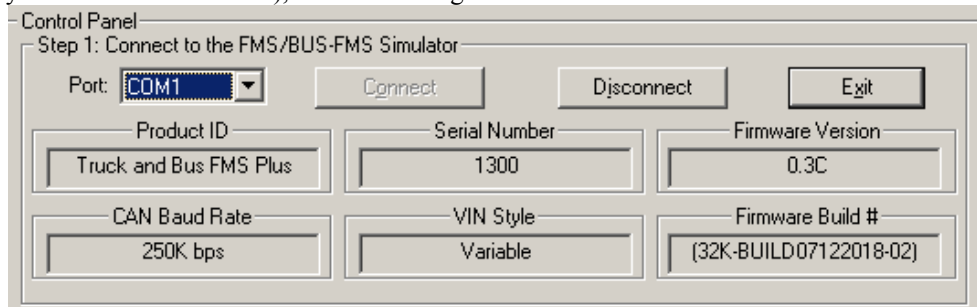 Control Panel
Step 1: Connect to the FMS/BUS-FMS Simulator
Port: COM1 Connect Disconnect Exit
Product ID Serial Number Firmware Version
Truck and Bus FMS Plus 1300 0.3C
CAN Baud Rate VIN Style Firmware Build #
250K bps Variable (32K-BUILD07122018-02)